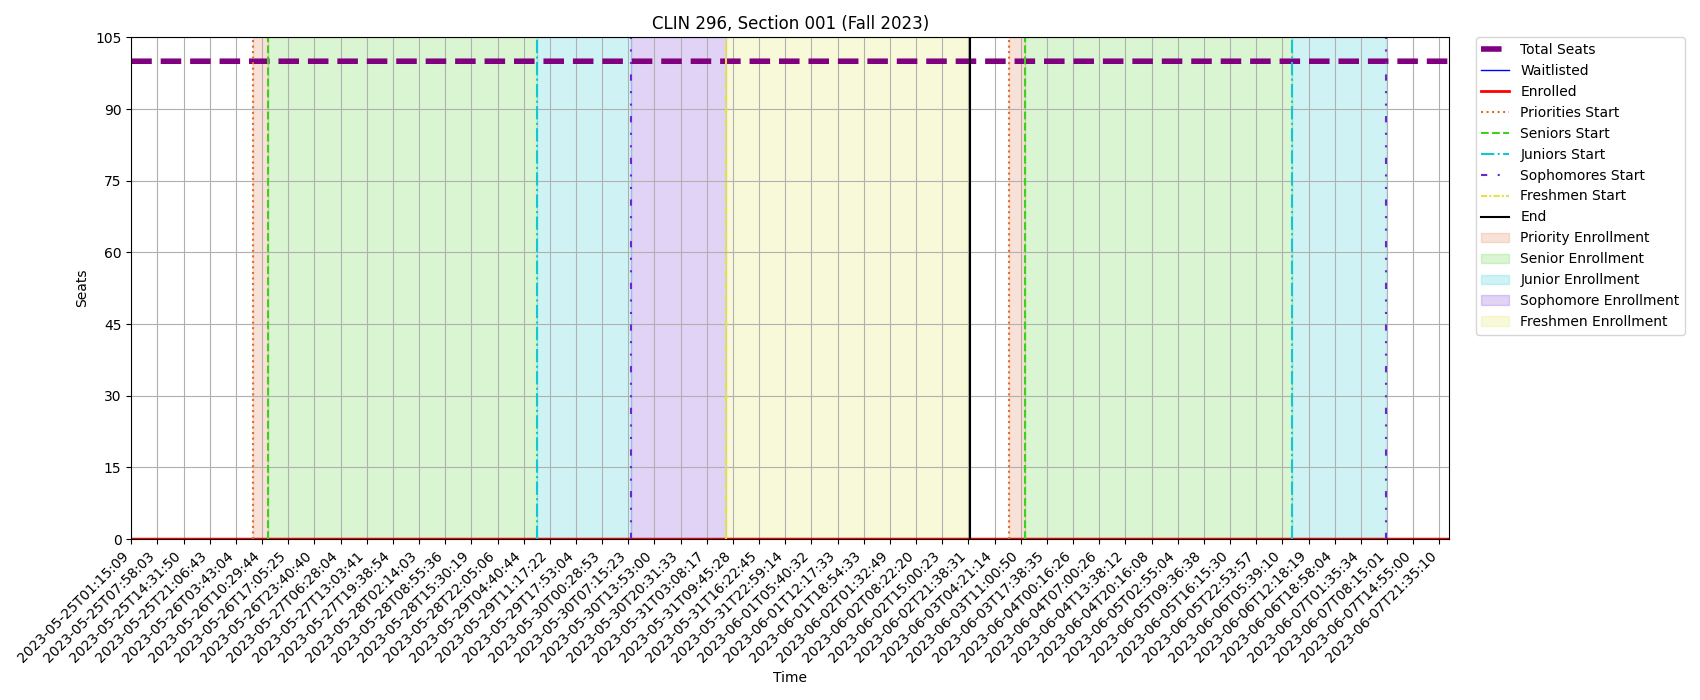 CLIN 296, Section 001 (Fall 2023)
105
90
75
60
45
30
15
0
Seats
2023-05-25T01:15:09
2023-05-25T07:58:03
2023-05-25T14:31:50
2023-05-25T21:06:43
2023-05-26T03:43:04
2023-05-26T10:29:44
2023-05-26T17:05:25
2023-05-26T23:40:40
2023-05-27T06:28:04
2023-05-27T13:03:41
2023-05-27T19:38:54
2023-05-28T02:14:03
2023-05-28T08:55:36
2023-05-28T15:30:19
2023-05-28T22:05:06
2023-05-29T04:40:44
2023-05-29T11:17:22
2023-05-29T17:53:04
2023-05-30T00:28:53
2023-05-30T07:15:23
2023-05-30T13:53:00
2023-05-30T20:31:33
2023-05-31T03:08:17
2023-05-31T09:45:28
2023-05-31T16:22:45
2023-05-31T22:59:14
2023-06-01T05:40:32
2023-06-01T12:17:33
2023-06-01T18:54:33
2023-06-02T01:32:49
2023-06-02T08:22:20
2023-06-02T15:00:23
2023-06-02T21:38:31
2023-06-03T04:21:14
2023-06-03T11:00:50
2023-06-03T17:38:35
2023-06-04T00:16:26
2023-06-04T07:00:26
2023-06-04T13:38:12
2023-06-04T20:16:08
2023-06-05T02:55:04
2023-06-05T09:36:38
2023-06-05T16:15:30
2023-06-05T22:53:57
2023-06-06T05:39:10
2023-06-06T12:18:19
2023-06-06T18:58:04
2023-06-07T01:35:34
2023-06-07T08:15:01
2023-06-07T14:55:00
2023-06-07T21:35:10
Time
Total Seats
Waitlisted
Enrolled
Priorities Start
Seniors Start
Juniors Start
Sophomores Start
Freshmen Start
End
Priority Enrollment
Senior Enrollment
Junior Enrollment
Sophomore Enrollment
Freshmen Enrollment